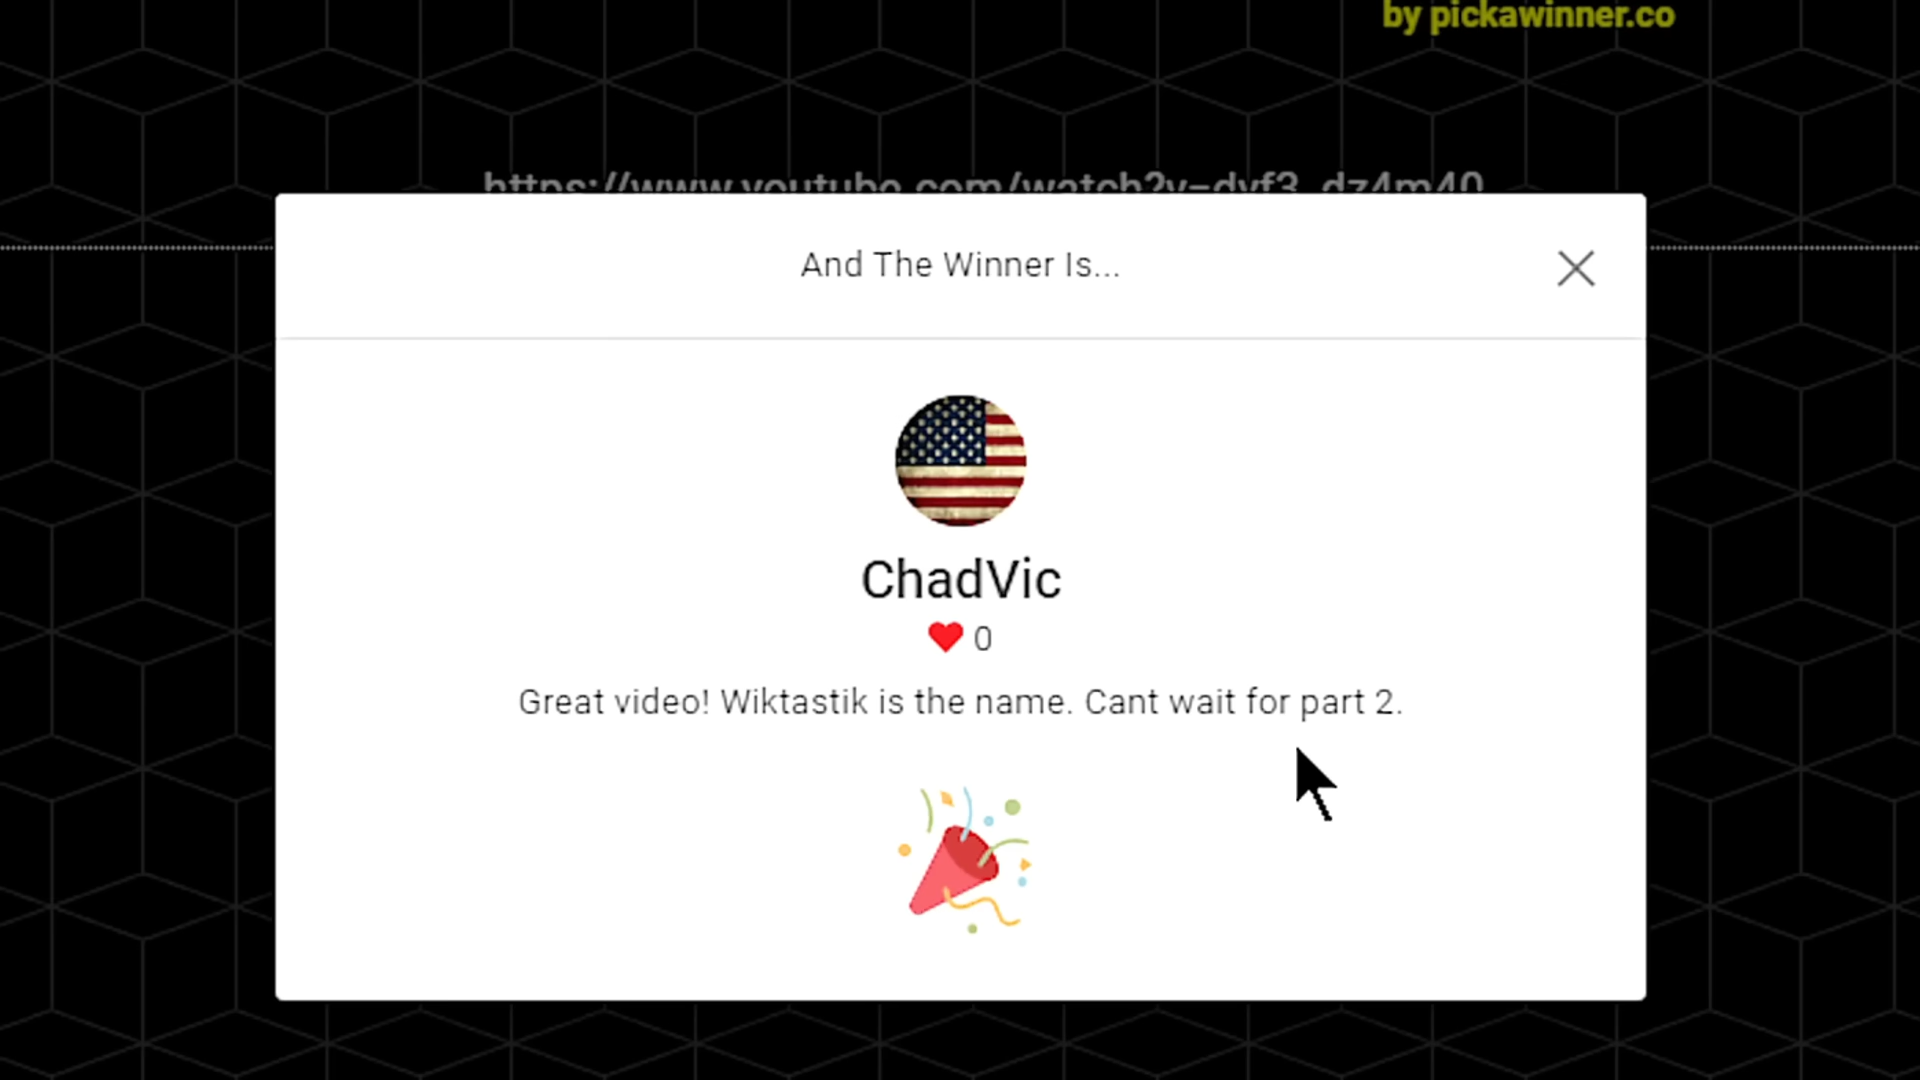 by pickawinner.co
And The Winner Is...
ChadVic
0
Great video! Wiktastik is the name. Cant wait for part 2.